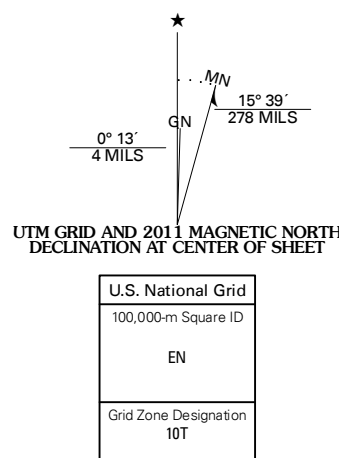 ★
MN
15° 39´
278 MILS
GN
0° 13´
4 MILS
UTM GRID AND 2011 MAGNETIC NORTH
DECLINATION AT CENTER OF SHEET
U.S. National Grid
100,000-m Square ID
EN
Grid Zone Designation
10T